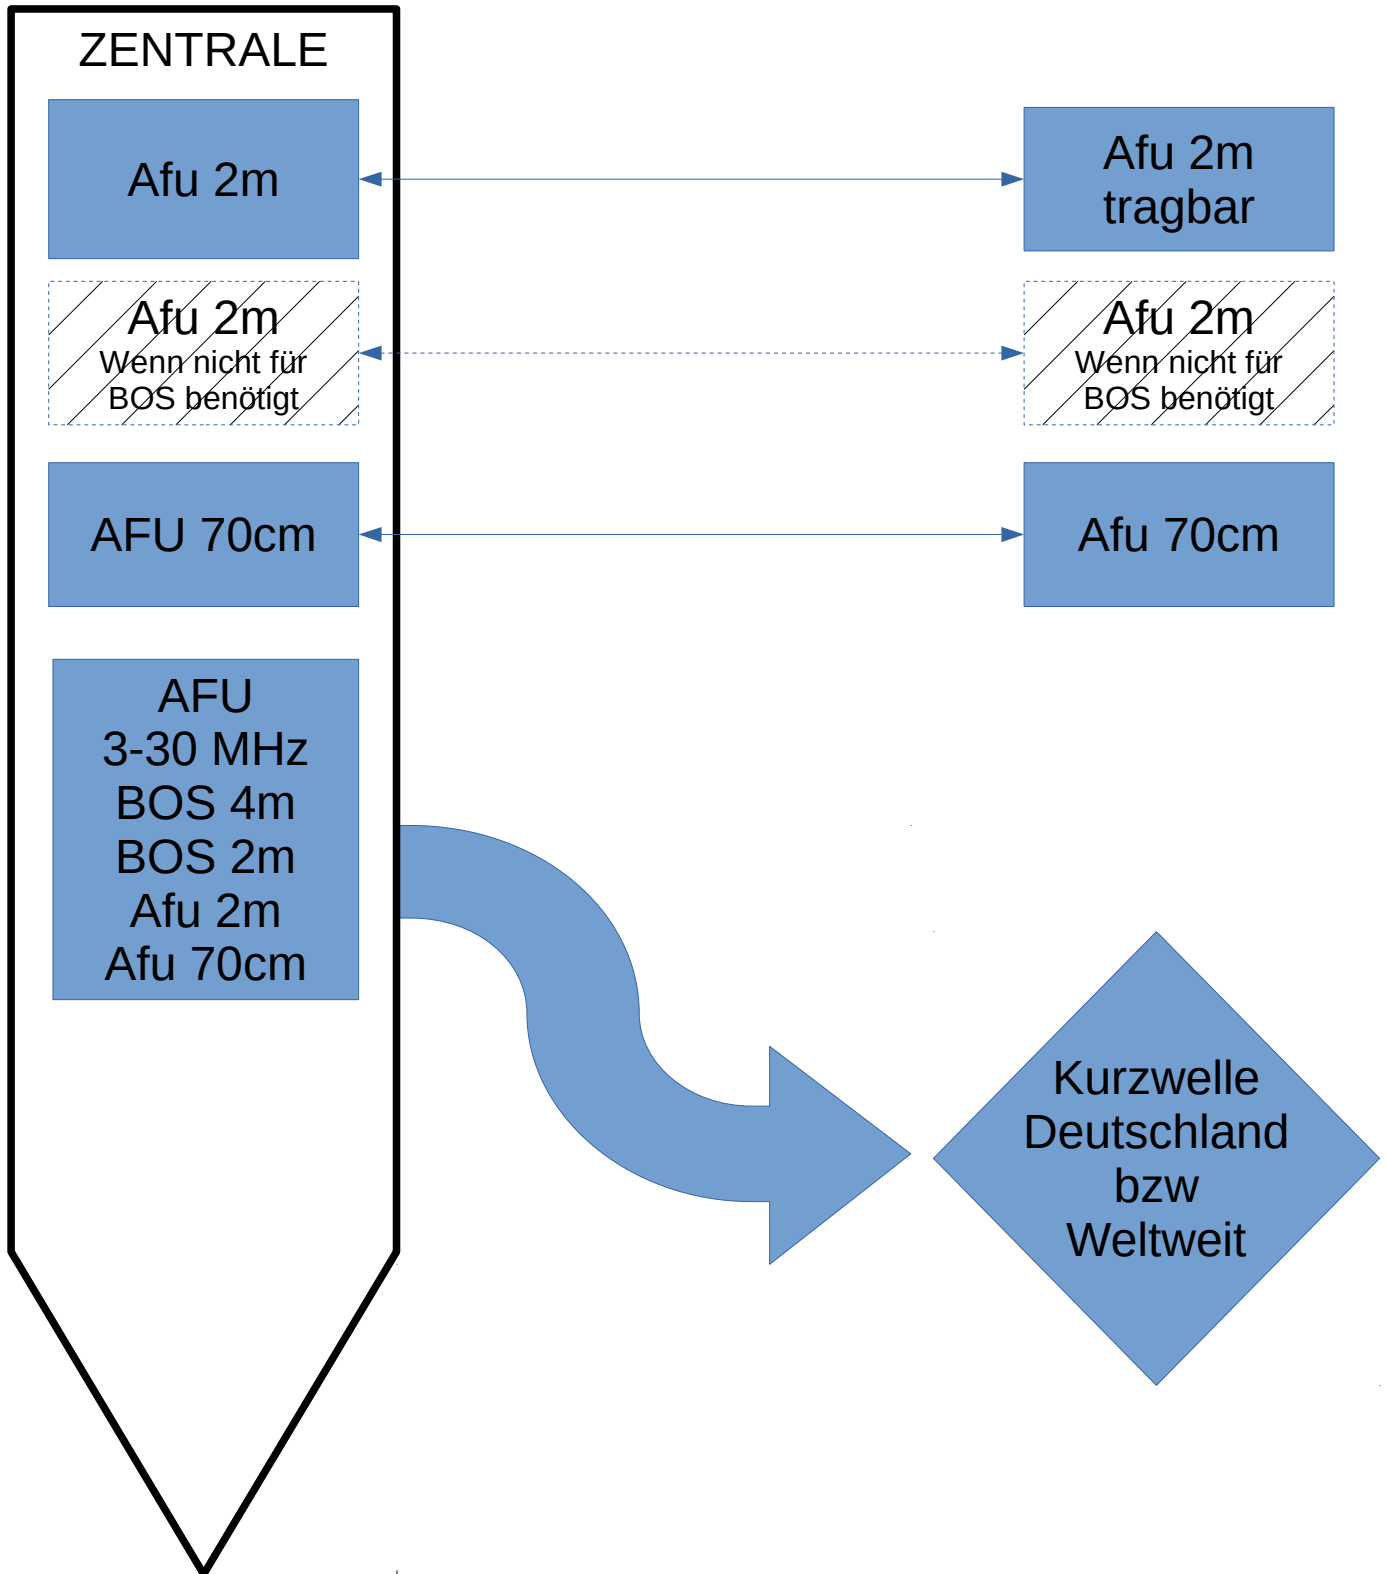 ZENTRALE
Afu 2m
Afu 2m
tragbar
Afu 2m
Wenn nicht für
BOS benötigt
Afu 2m
Wenn nicht für
BOS benötigt
AFU 70cm
Afu 70cm
AFU
3-30 MHz
BOS 4m
BOS 2m
Afu 2m
Afu 70cm
Kurzwelle
Deutschland
bzw
Weltweit